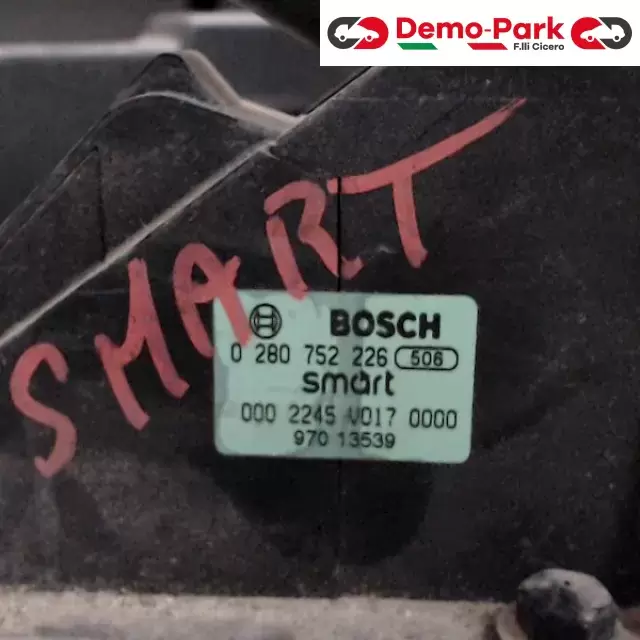 Demo-Park
F.lli Cicero
SMART
BOSCH
0 280 752 226 506
smart
000 2245 V017 0000
970 13539